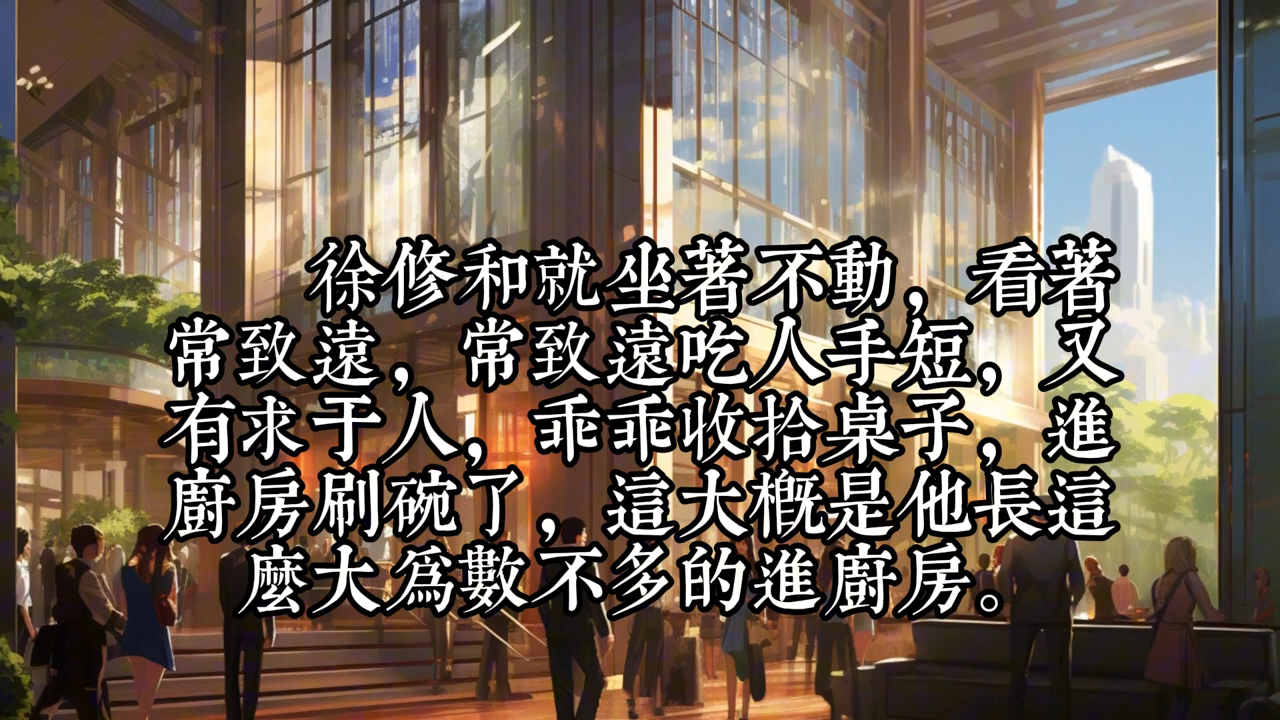 徐修和就坐著不動，看著
常致遠，常致遠吃人手短，又
有求于人，乖乖收拾桌子，進
廚房刷碗了，這大概是他長這
麼大爲數不多的進廚房。